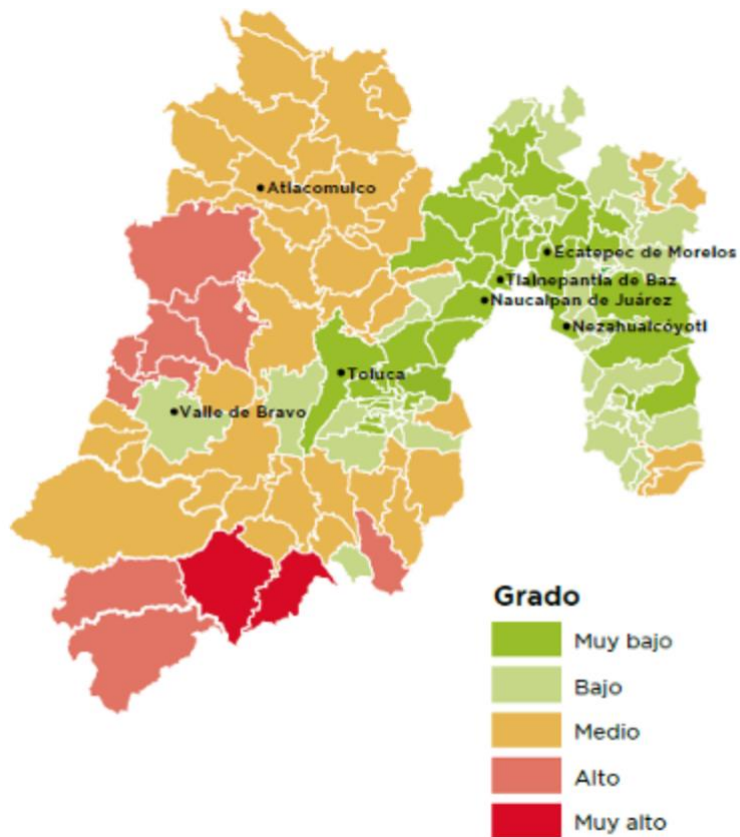 Atlacomulco
Ecatepec de Morelos
Tlalnepantla de Baz
Naucalpan de Juárez
Nezahualcóyotl
Toluca
Valle de Bravo
Grado
Muy bajo
Bajo
Medio
Alto
Muy alto